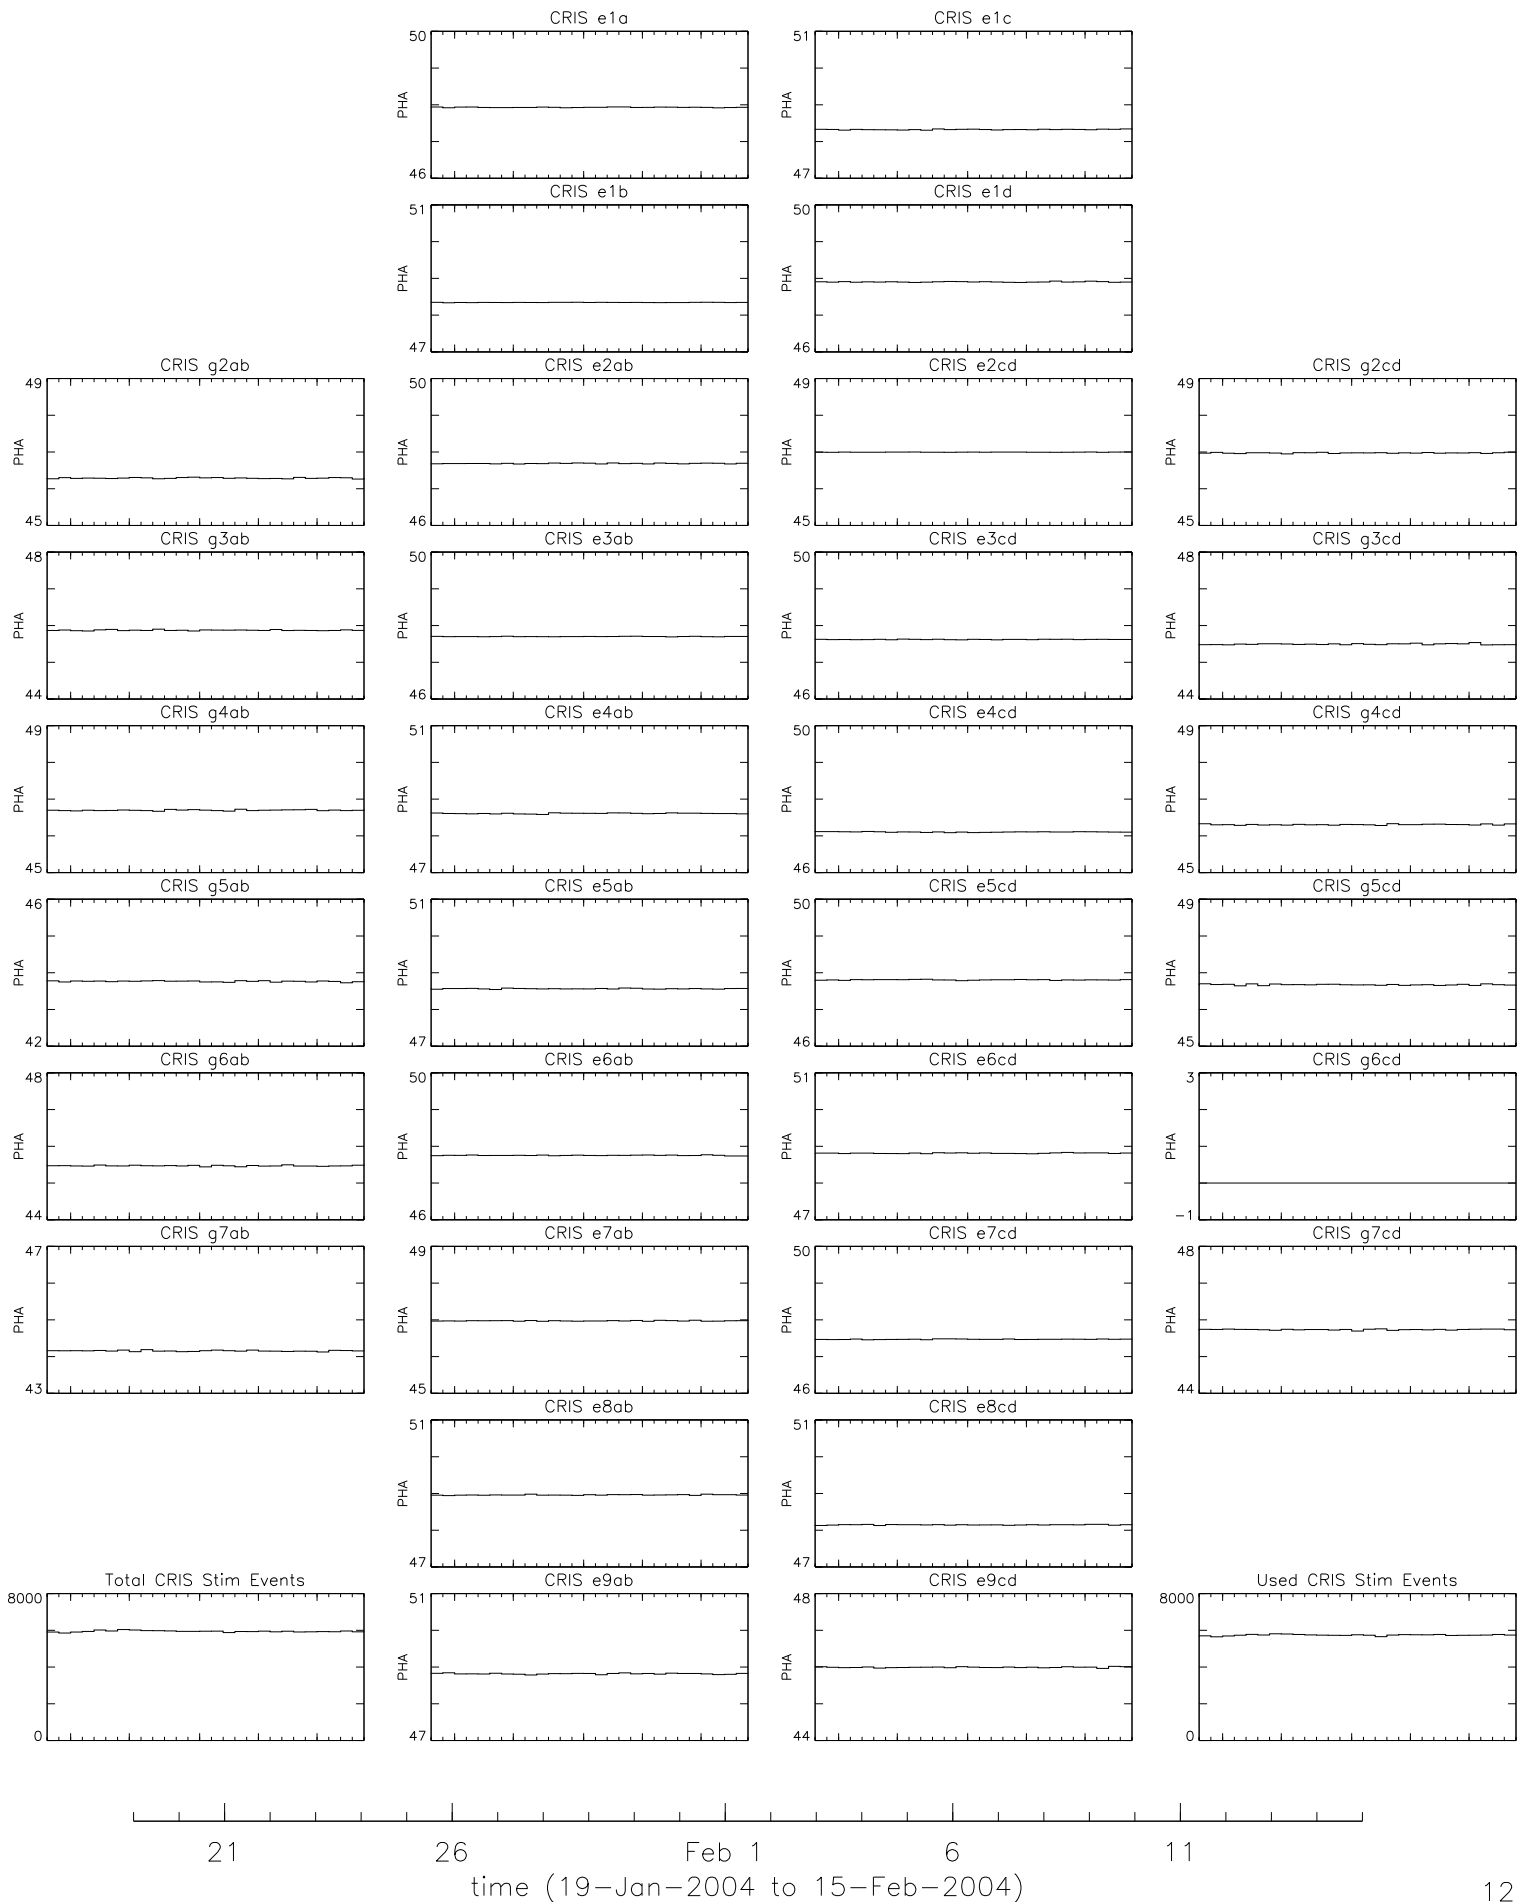 CRIS e1a
CRIS e1c
50
PHA
46
51
PHA
47
CRIS e1b
CRIS e1d
51
PHA
47
50
PHA
46
CRIS g2ab
CRIS e2ab
CRIS e2cd
CRIS g2cd
49
PHA
45
50
PHA
46
49
PHA
45
49
PHA
45
CRIS g3ab
CRIS e3ab
CRIS e3cd
CRIS g3cd
48
PHA
44
50
PHA
46
50
PHA
46
48
PHA
44
CRIS g4ab
CRIS e4ab
CRIS e4cd
CRIS g4cd
49
PHA
45
51
PHA
47
50
PHA
46
49
PHA
45
CRIS g5ab
CRIS e5ab
CRIS e5cd
CRIS g5cd
46
PHA
42
51
PHA
47
50
PHA
46
49
PHA
45
CRIS g6ab
CRIS e6ab
CRIS e6cd
CRIS g6cd
48
PHA
44
50
PHA
46
51
PHA
47
3
PHA
-1
CRIS g7ab
CRIS e7ab
CRIS e7cd
CRIS g7cd
47
PHA
43
49
PHA
45
50
PHA
46
48
PHA
44
CRIS e8ab
CRIS e8cd
51
PHA
47
51
PHA
47
Total CRIS Stim Events
CRIS e9ab
CRIS e9cd
Used CRIS Stim Events
8000
0
51
PHA
47
48
PHA
44
8000
0
21 26 Feb 1 6 11
time (19-Jan-2004 to 15-Feb-2004)
12